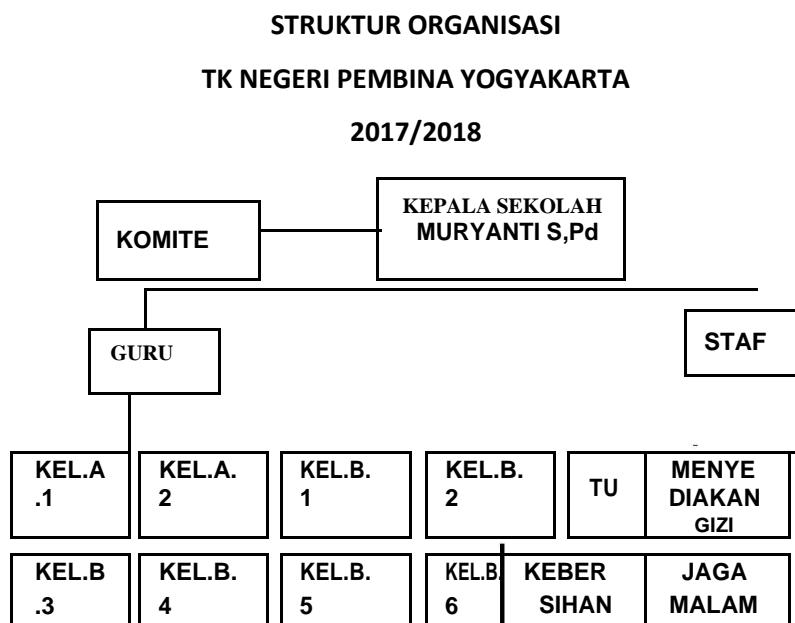 STRUKTUR ORGANISASI
TK NEGERI PEMBINA YOGYAKARTA
2017/2018
KOMITE
KEPALA SEKOLAH
MURYANTI S,Pd
GURU
STAF
KEL.A
.1
KEL.A.
2
KEL.B.
1
KEL.B.
2
TU
MENYE
DIAKAN
GIZI
KEL.B
.3
KEL.B.
4
KEL.B.
5
KEL.B.
6
KEBER
SIHAN
JAGA
MALAM